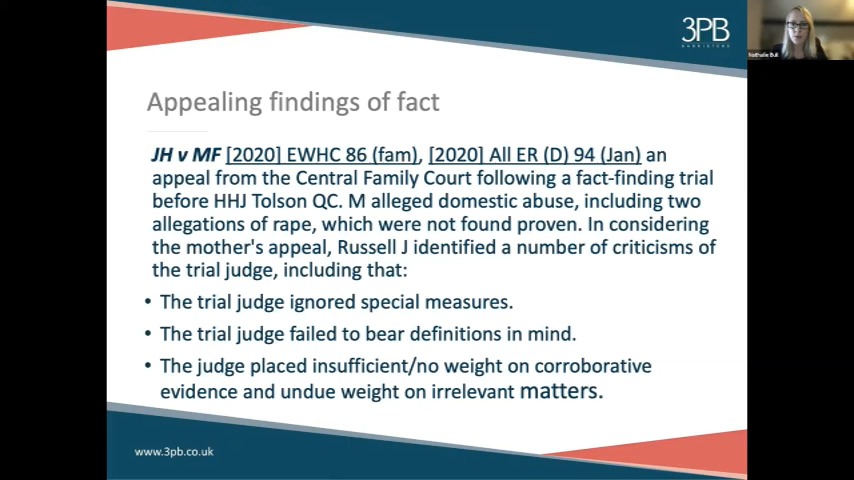 3PB
BARRISTERS
Nathalie Bull
Appealing findings of fact
JH v MF [2020] EWHC 86 (fam), [2020] All ER (D) 94 (Jan) an
appeal from the Central Family Court following a fact-finding trial
before HHJ Tolson QC. M alleged domestic abuse, including two
allegations of rape, which were not found proven. In considering
the mother's appeal, Russell J identified a number of criticisms of
the trial judge, including that:
• The trial judge ignored special measures.
• The trial judge failed to bear definitions in mind.
• The judge placed insufficient/no weight on corroborative
evidence and undue weight on irrelevant matters.
www.3pb.co.uk